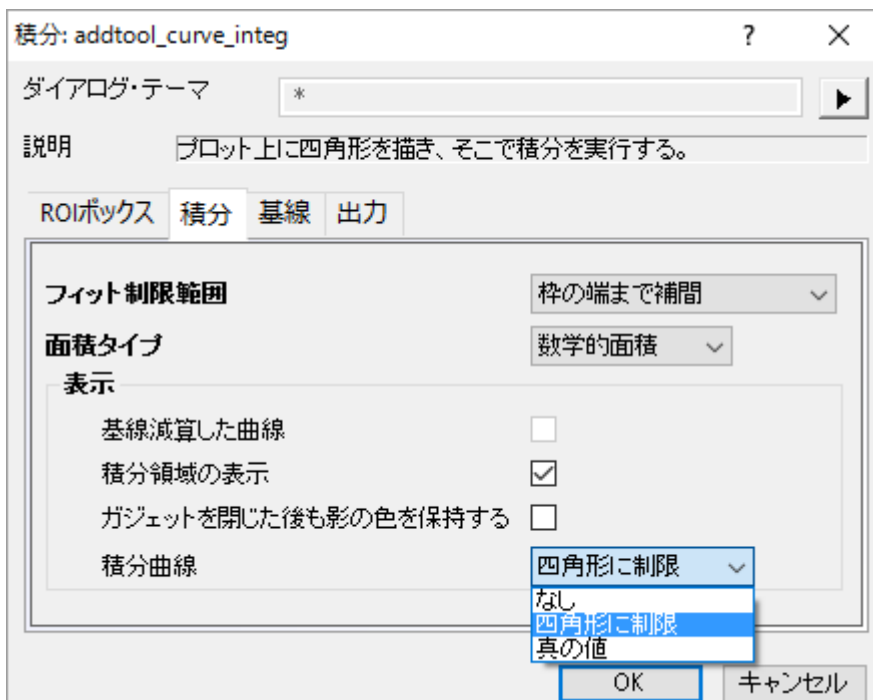 積分: addtool_curve_integ ? ×
ダイアログ・テーマ *
説明 プロット上に四角形を描き、そこで積分を実行する。
ROIボックス 積分 基線 出力
フィット制限範囲 枠の端まで補間
面積タイプ 数学的面積
表示
基線減算した曲線
積分領域の表示
ガジェットを閉じた後も影の色を保持する
積分曲線 四角形に制限
なし
四角形に制限
真の値
OK キャンセル